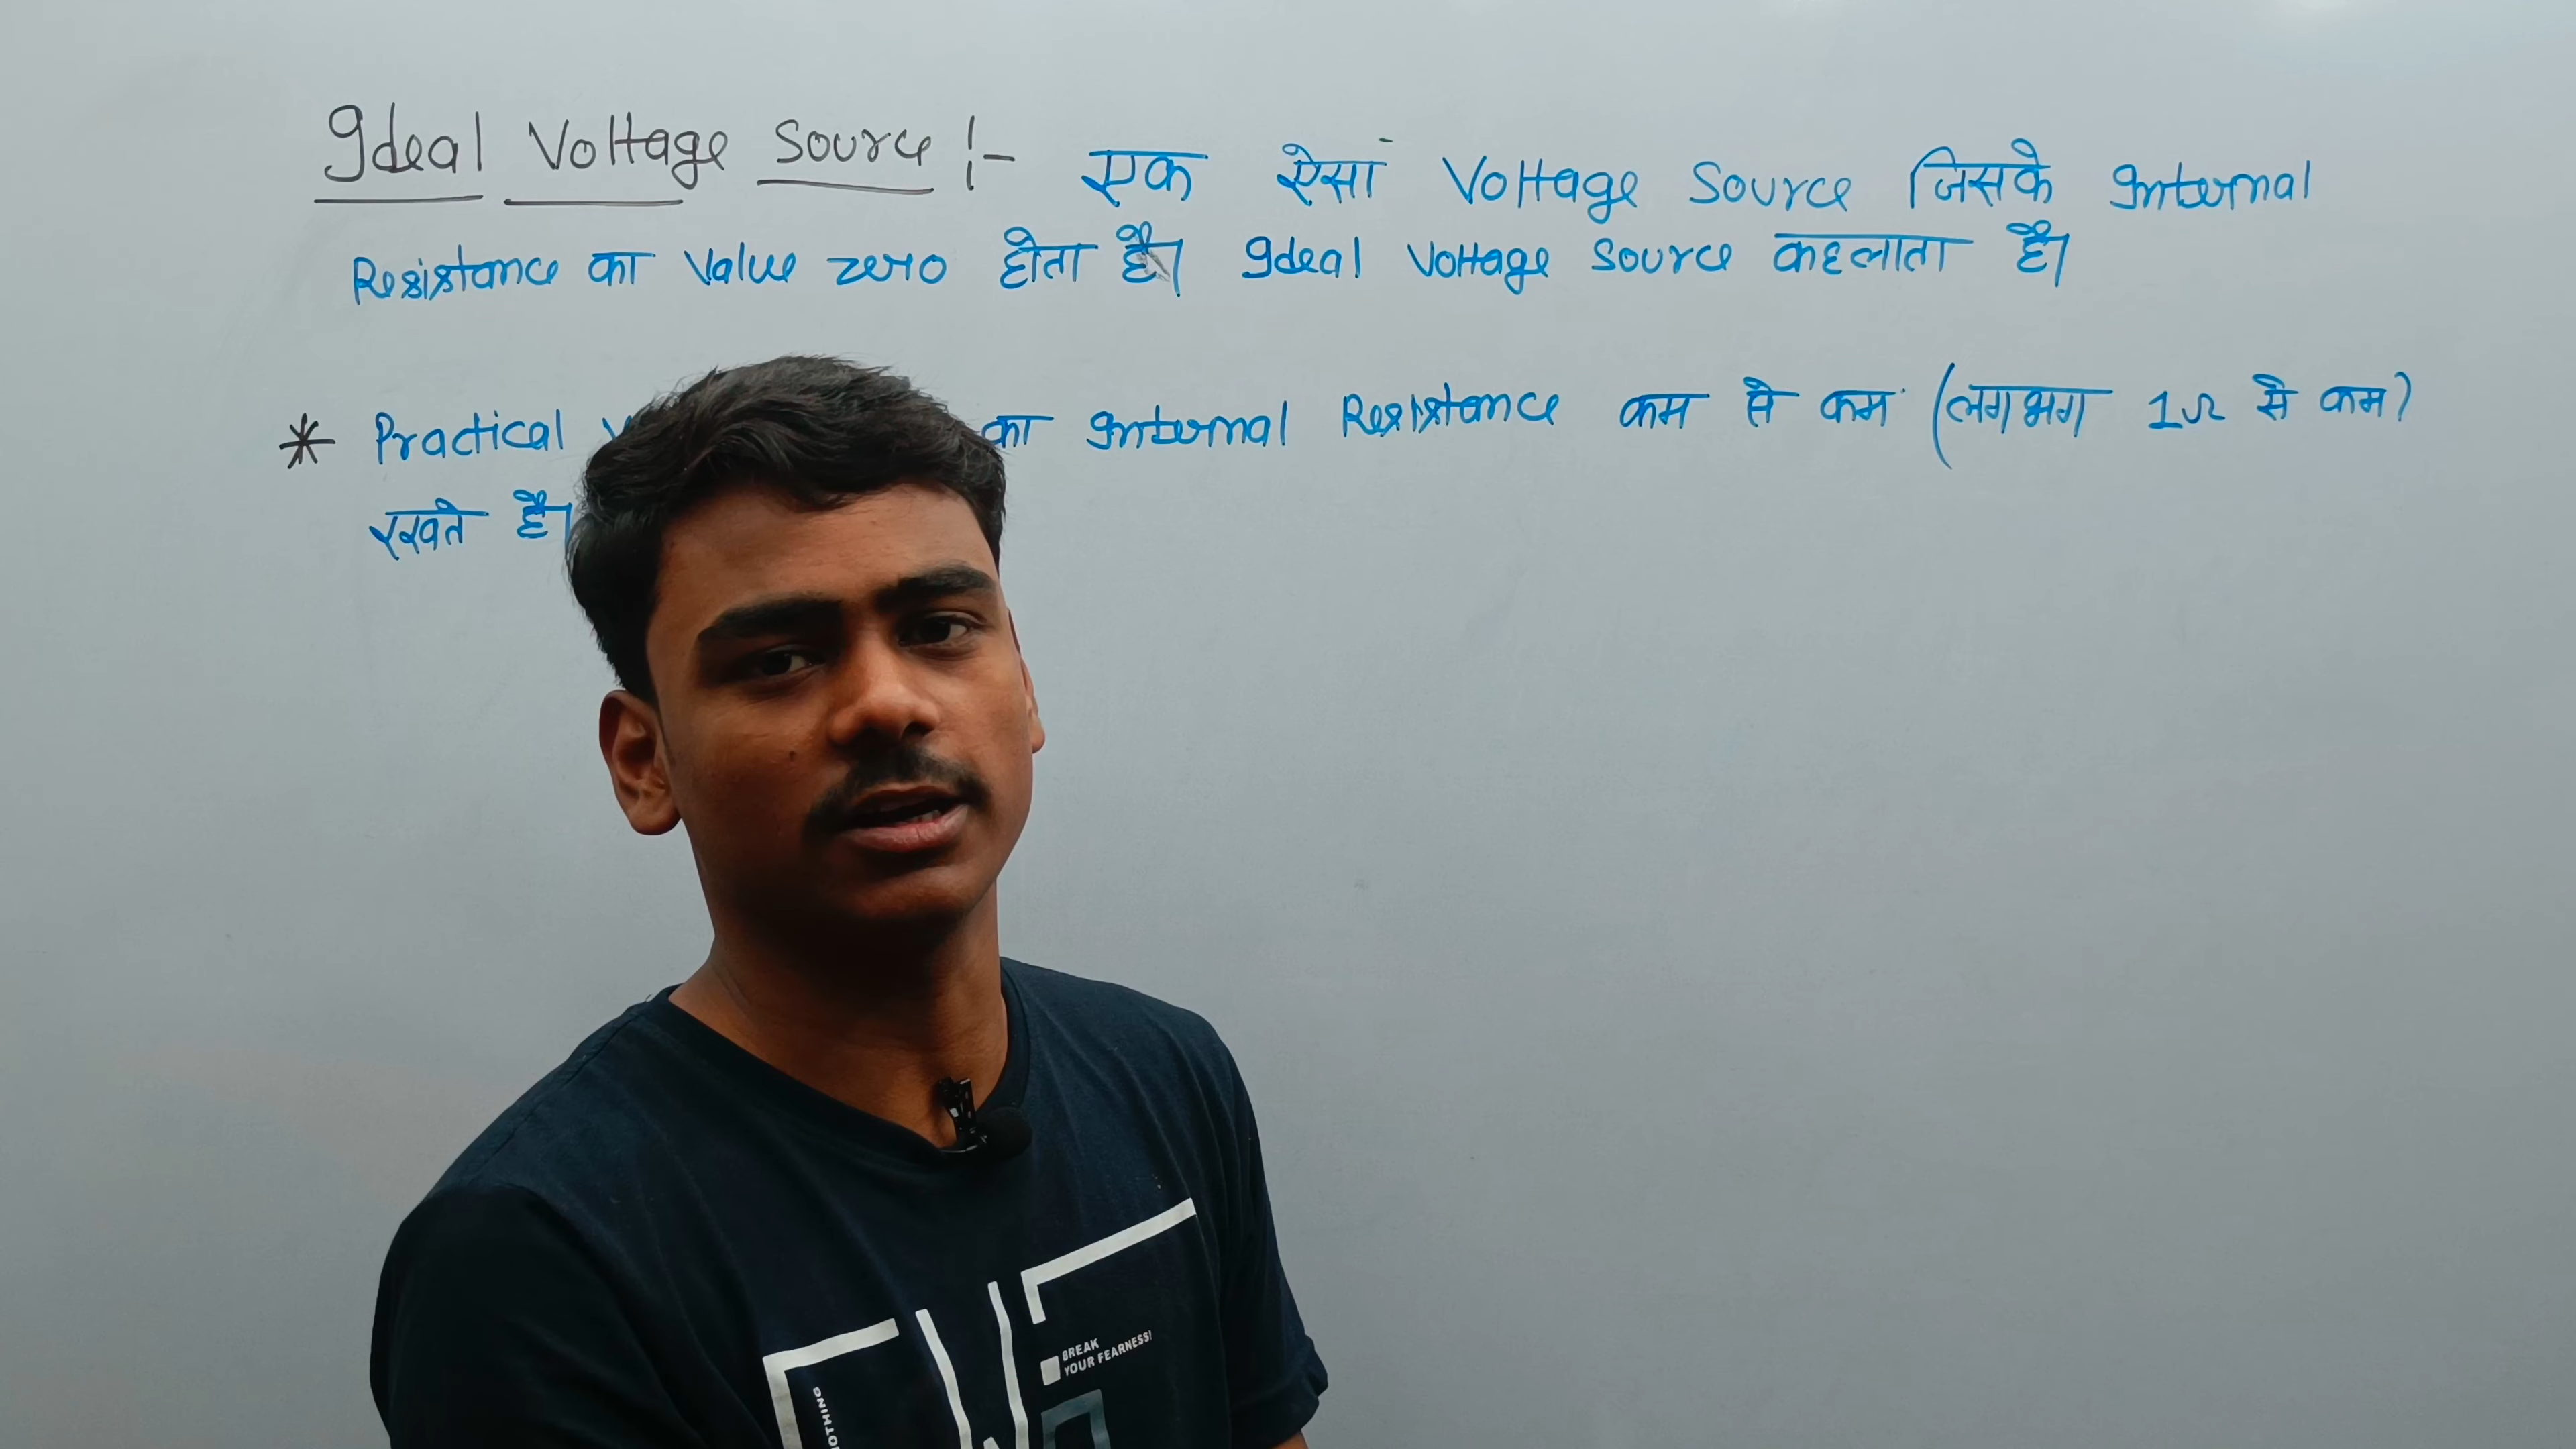 Ideal Voltage Source :- एक ऐसा Voltage Source जिसके Internal
Resistance का Value zero होता है। Ideal Voltage Source कहलाता है।
* Practical का Internal Resistance कम से कम (लगभग 1Ω से कम)
रखते है।
BREAK
YOUR FEARNESS!